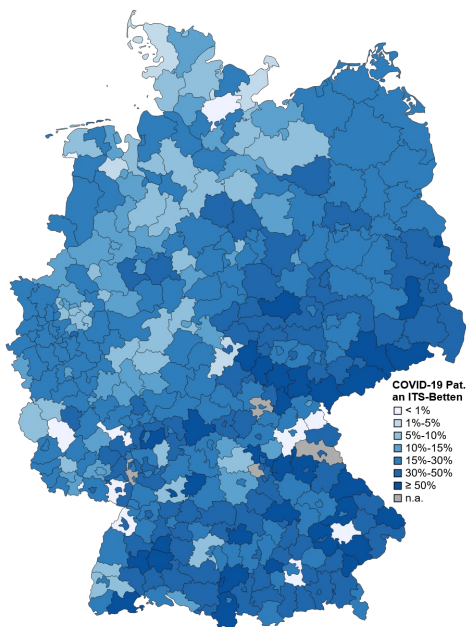 COVID-19 Pat.
an ITS-Betten
< 1%
1%-5%
5%-10%
10%-15%
15%-30%
30%-50%
≥ 50%
n.a.